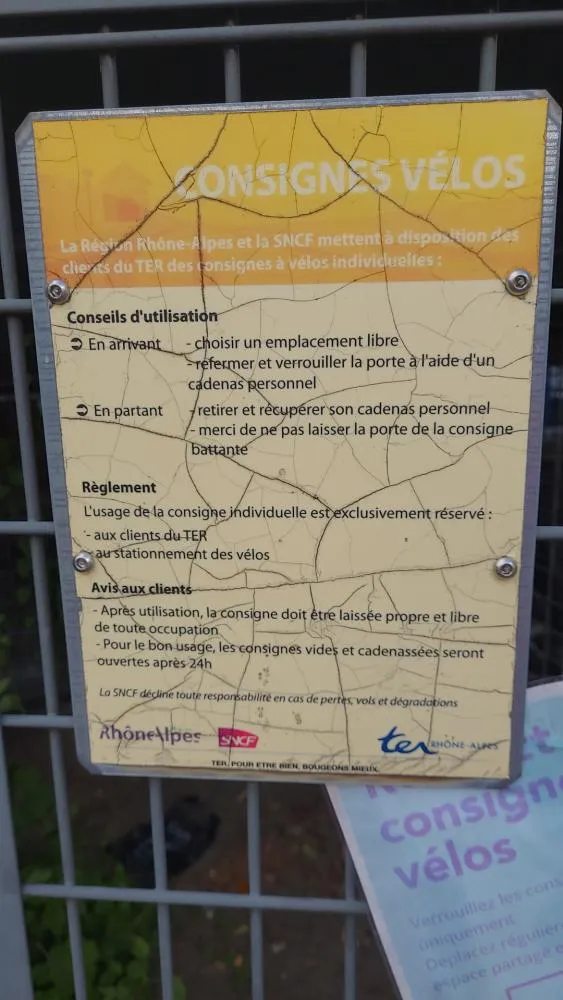 CONSIGNES VÉLOS
La Région Rhône-Alpes et la SNCF mettent à disposition des
clients du TER des consignes à vélos individuelles :
Conseils d'utilisation
➲ En arrivant - choisir un emplacement libre
- refermer et verrouiller la porte à l'aide d'un
cadenas personnel
➲ En partant - retirer et récupérer son cadenas personnel
- merci de ne pas laisser la porte de la consigne
battante
Règlement
L'usage de la consigne individuelle est exclusivement réservé :
- aux clients du TER
- au stationnement des vélos
Avis aux clients
- Après utilisation, la consigne doit être laissée propre et libre
de toute occupation
- Pour le bon usage, les consignes vides et cadenassées seront
ouvertes après 24h
La SNCF décline toute responsabilité en cas de pertes, vols et dégradations
RhôneAlpes SNCF ter RHÔNE-ALPES
TER, POUR ETRE BIEN, BOUGEONS MIEUX.
consigne
vélos
Verrouillez les cons
uniquement
Déplacez régulièr
espace partagé e